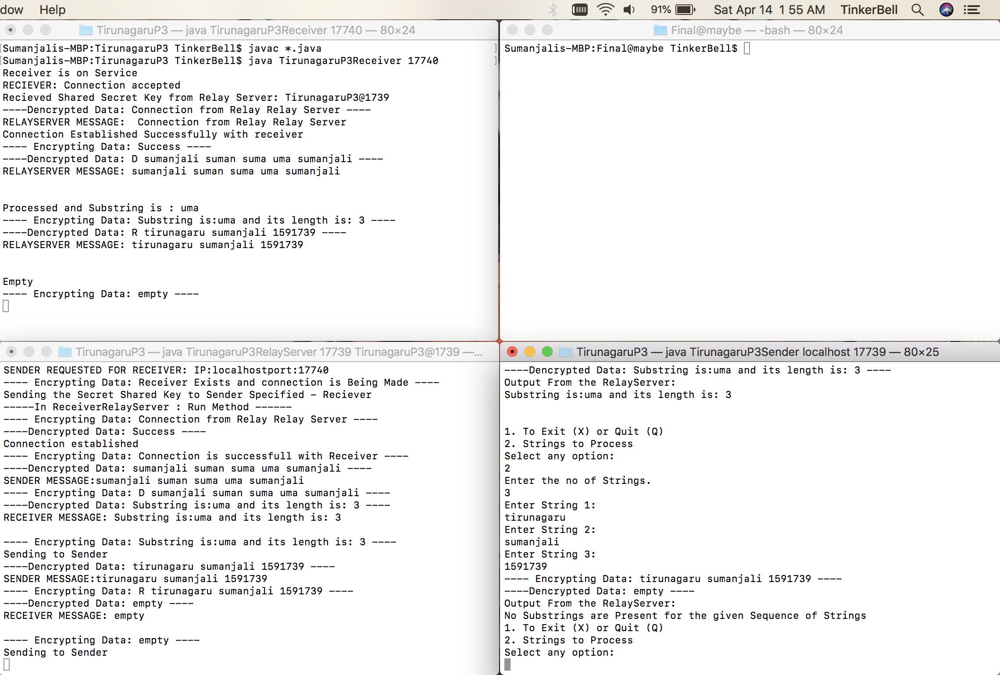 dow Help 91% Sat Apr 14 1 55 AM TinkerBell
TirunagaruP3 — java TirunagaruP3Receiver 17740 — 80×24
[Sumanjalis-MBP:TirunagaruP3 TinkerBell$ javac *.java ]
[Sumanjalis-MBP:TirunagaruP3 TinkerBell$ java TirunagaruP3Receiver 17740 ]
Receiver is on Service
RECIEVER: Connection accepted
Recieved Shared Secret Key from Relay Server: TirunagaruP3@1739
----Dencrypted Data: Connection from Relay Relay Server ----
RELAYSERVER MESSAGE:  Connection from Relay Relay Server
Connection Established Successfully with receiver
---- Encrypting Data: Success ----
----Dencrypted Data: D sumanjali suman suma uma sumanjali ----
RELAYSERVER MESSAGE: sumanjali suman suma uma sumanjali
Processed and Substring is : uma
---- Encrypting Data: Substring is:uma and its length is: 3 ----
----Dencrypted Data: R tirunagaru sumanjali 1591739 ----
RELAYSERVER MESSAGE: tirunagaru sumanjali 1591739
Empty
---- Encrypting Data: empty ----
Final@maybe — -bash — 80×24
Sumanjalis-MBP:Final@maybe TinkerBell$
TirunagaruP3 — java TirunagaruP3RelayServer 17739 TirunagaruP3@1739 —...
SENDER REQUESTED FOR RECEIVER: IP:localhostport:17740
---- Encrypting Data: Receiver Exists and connection is Being Made ----
Sending the Secret Shared Key to Sender Specified - Reciever
-----In ReceiverRelayServer : Run Method ------
---- Encrypting Data: Connection from Relay Relay Server ----
----Dencrypted Data: Success ----
Connection established
---- Encrypting Data: Connection is successfull with Receiver ----
----Dencrypted Data: sumanjali suman suma uma sumanjali ----
SENDER MESSAGE:sumanjali suman suma uma sumanjali
---- Encrypting Data: D sumanjali suman suma uma sumanjali ----
----Dencrypted Data: Substring is:uma and its length is: 3 ----
RECEIVER MESSAGE: Substring is:uma and its length is: 3
---- Encrypting Data: Substring is:uma and its length is: 3 ----
Sending to Sender
----Dencrypted Data: tirunagaru sumanjali 1591739 ----
SENDER MESSAGE:tirunagaru sumanjali 1591739
---- Encrypting Data: R tirunagaru sumanjali 1591739 ----
----Dencrypted Data: empty ----
RECEIVER MESSAGE: empty
---- Encrypting Data: empty ----
Sending to Sender
TirunagaruP3 — java TirunagaruP3Sender localhost 17739 — 80×25
----Dencrypted Data: Substring is:uma and its length is: 3 ----
Output From the RelayServer:
Substring is:uma and its length is: 3
1. To Exit (X) or Quit (Q)
2. Strings to Process
Select any option:
2
Enter the no of Strings.
3
Enter String 1:
tirunagaru
Enter String 2:
sumanjali
Enter String 3:
1591739
---- Encrypting Data: tirunagaru sumanjali 1591739 ----
----Dencrypted Data: empty ----
Output From the RelayServer:
No Substrings are Present for the given Sequence of Strings
1. To Exit (X) or Quit (Q)
2. Strings to Process
Select any option: